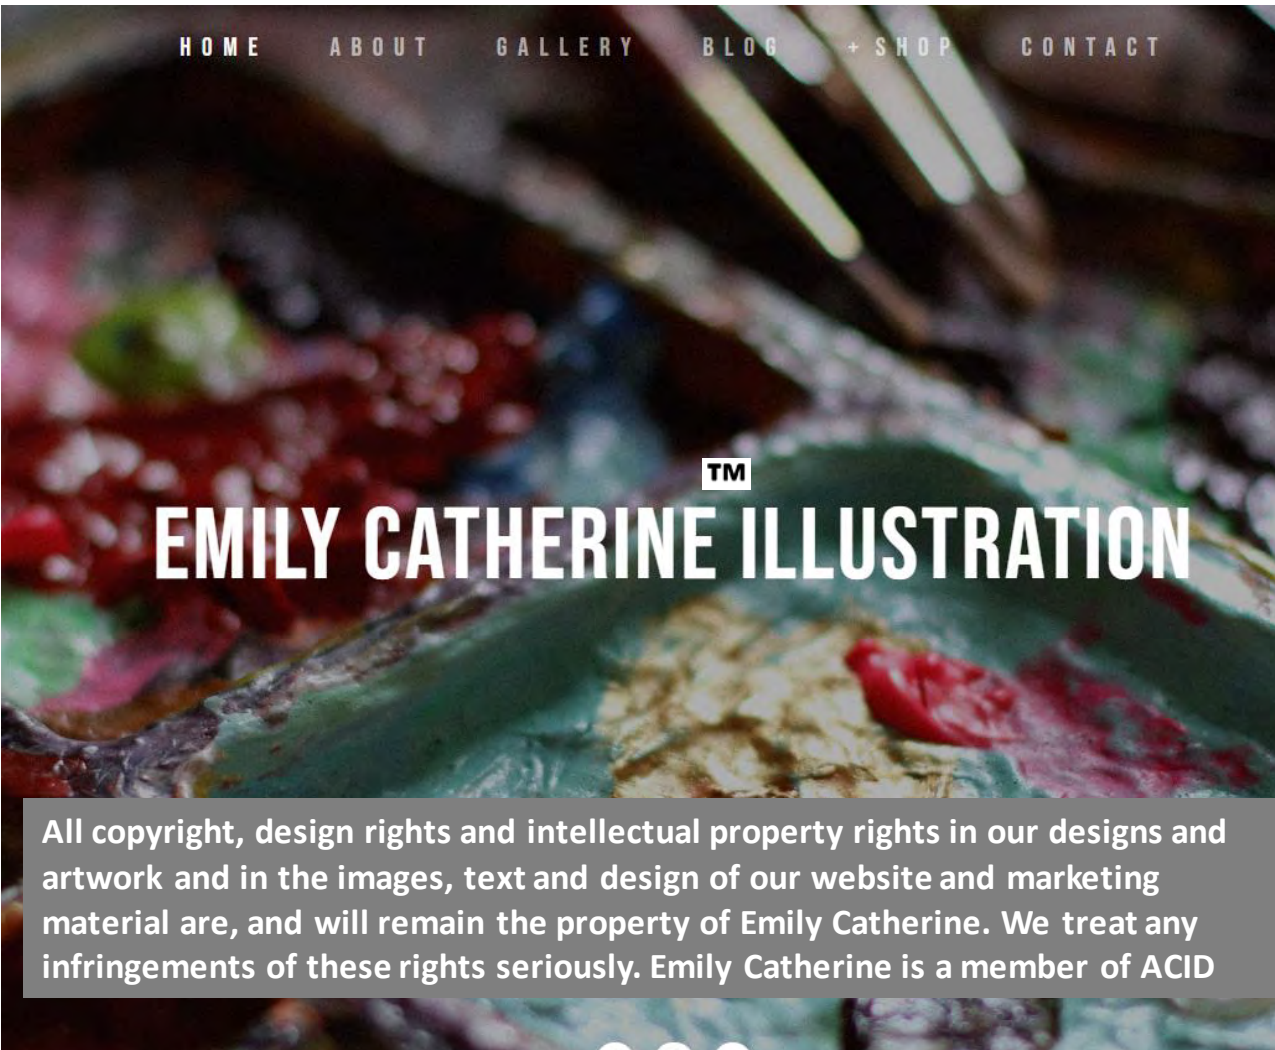 HOME ABOUT GALLERY BLOG + SHOP CONTACT
TM
EMILY CATHERINE ILLUSTRATION
All copyright, design rights and intellectual property rights in our designs and
artwork and in the images, text and design of our website and marketing
material are, and will remain the property of Emily Catherine. We treat any
infringements of these rights seriously. Emily Catherine is a member of ACID